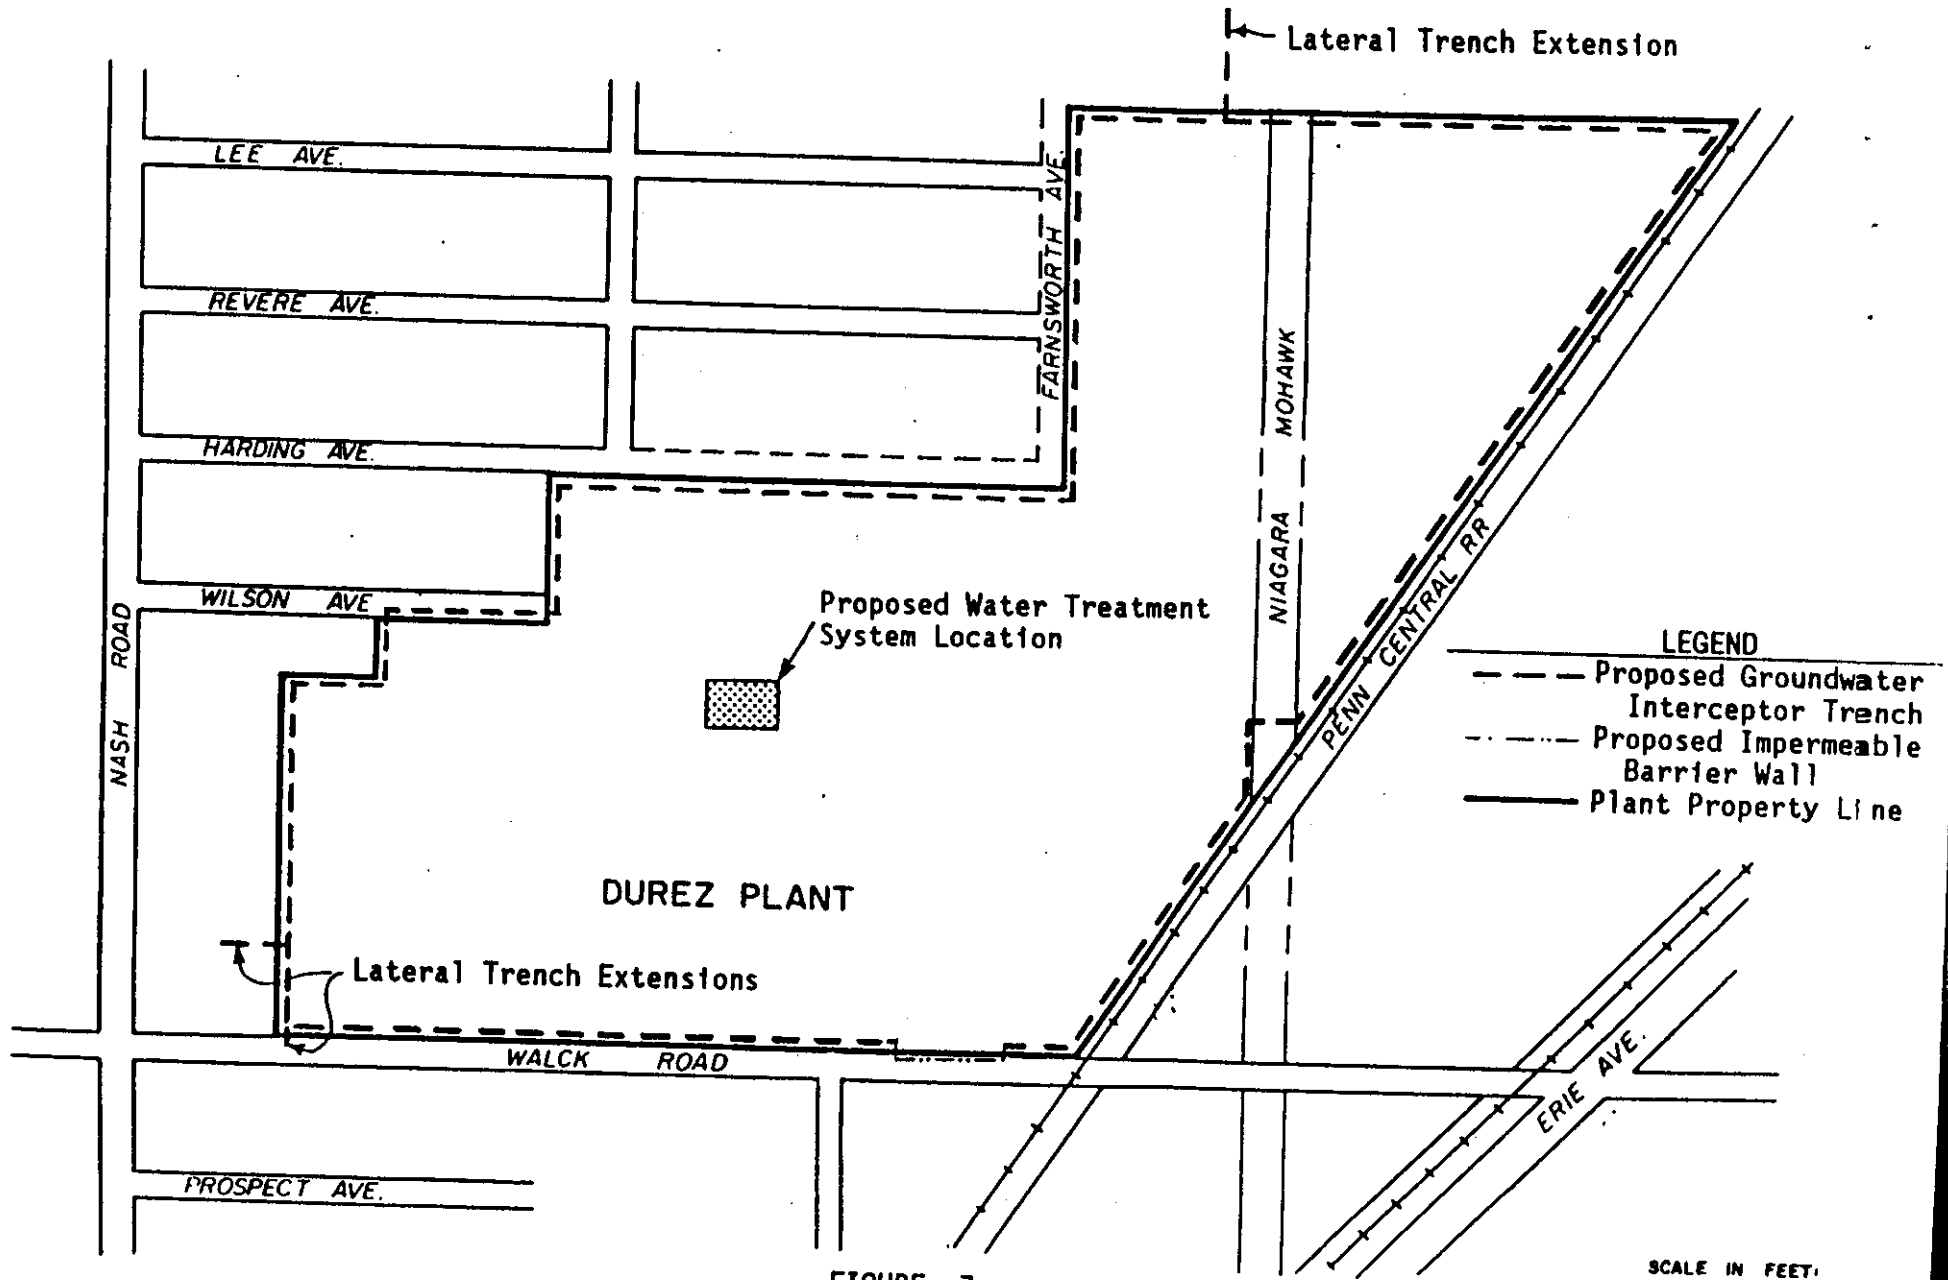 Lateral Trench Extension
LEE AVE.
FARNSWORTH AVE.
REVERE AVE.
NIAGARA MOHAWK
HARDING AVE.
PENN CENTRAL RR
WILSON AVE
NASH ROAD
Proposed Water Treatment
System Location
LEGEND
Proposed Groundwater
Interceptor Trench
Proposed Impermeable
Barrier Wall
Plant Property Line
DUREZ PLANT
Lateral Trench Extensions
WALCK ROAD
ERIE AVE.
PROSPECT AVE.
SCALE IN FEET: